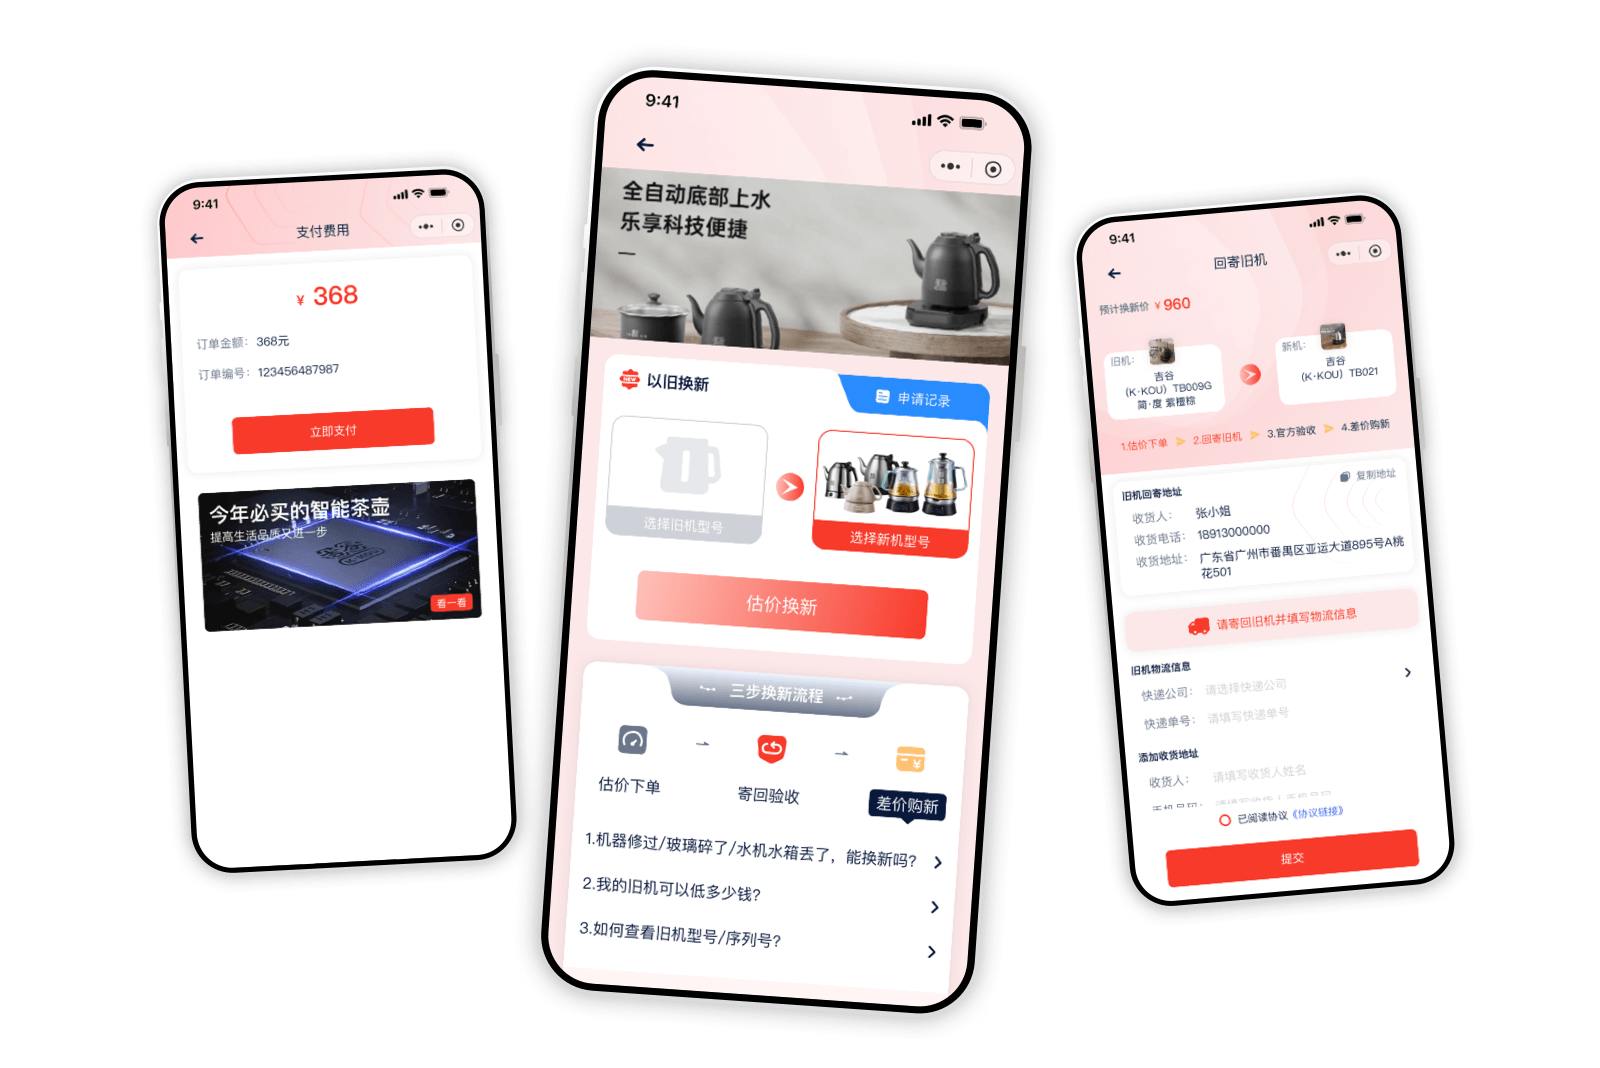 9:41
支付费用
¥ 368
订单金额： 368元
订单编号： 123456487987
立即支付
今年必买的智能茶壶
提高生活品质又进一步
吉谷
K·KOU
看一看
9:41
全自动底部上水
乐享科技便捷
NEW 以旧换新
申请记录
选择旧机型号
选择新机型号
估价换新
三步换新流程
估价下单
寄回验收
差价购新
1.机器修过/玻璃碎了/水机水箱丢了，能换新吗？
2.我的旧机可以低多少钱？
3.如何查看旧机型号/序列号？
9:41
回寄旧机
预计换新价 ¥ 960
旧机：
吉谷
（K·KOU）TB009G
简·度 紫檀棕
新机：
吉谷
（K·KOU）TB021
1.估价下单
2.回寄旧机
3.官方验收
4.差价购新
旧机回寄地址
复制地址
收货人： 张小姐
收货电话： 18913000000
收货地址： 广东省广州市番禺区亚运大道895号A桃
花501
请寄回旧机并填写物流信息
旧机物流信息
快递公司： 请选择快递公司
快递单号： 请填写快递单号
添加收货地址
收货人： 请填写收货人姓名
已阅读协议《协议链接》
提交